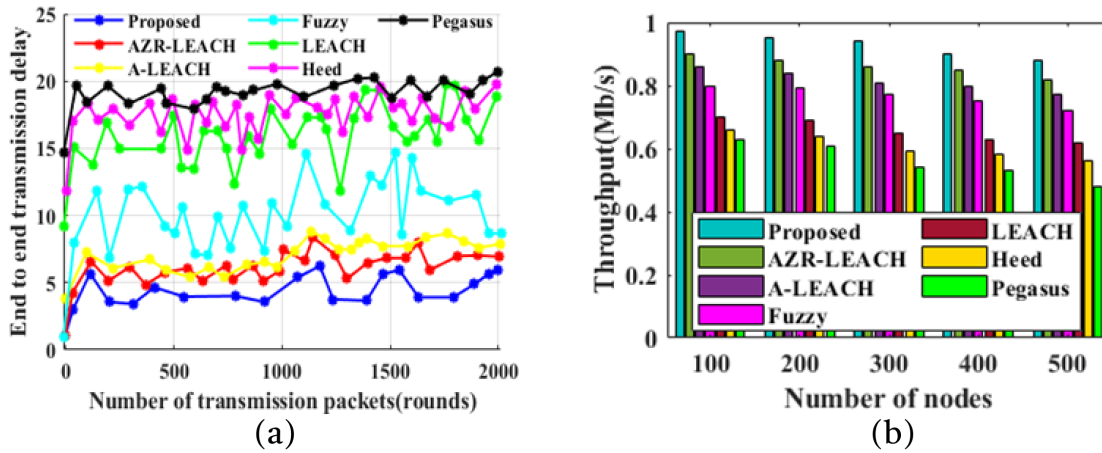 25
20
15
10
5
0
End to end transmission delay
Proposed Fuzzy Pegasus
AZR-LEACH LEACH
A-LEACH Heed
0 500 1000 1500 2000
Number of transmission packets(rounds)
(a)
1
0.8
0.6
0.4
0.2
0
Throughput(Mb/s)
Proposed LEACH
AZR-LEACH Heed
A-LEACH Pegasus
Fuzzy
100 200 300 400 500
Number of nodes
(b)